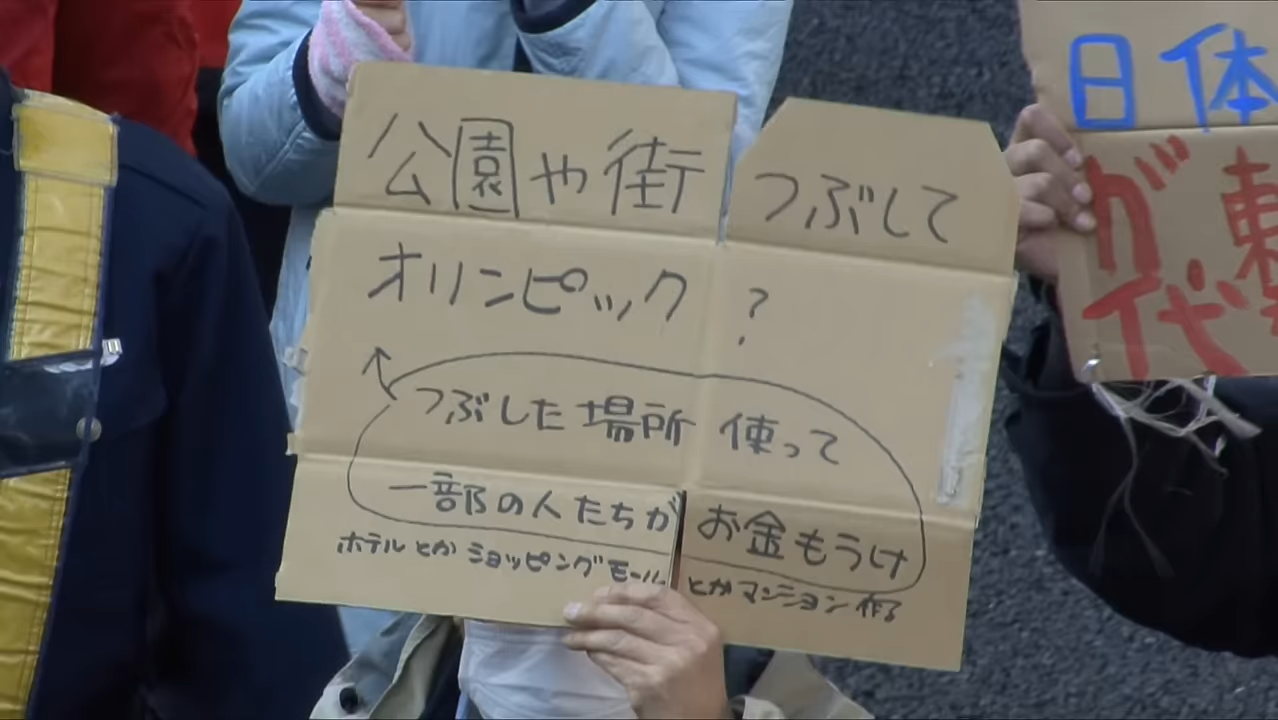 公園や街 つぶして
オリンピック ?
つぶした場所 使って
一部の人たちが お金もうけ
ホテルとか ショッピングモール とかマンション作る
日体
が
代